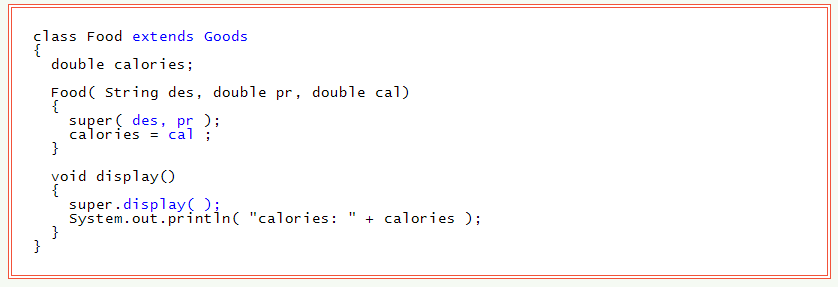 class Food extends Goods
{
  double calories;

  Food( String des, double pr, double cal)
  {
    super( des, pr );
    calories = cal ;
  }

  void display()
  {
    super.display( );
    System.out.println( "calories: " + calories );
  }
}